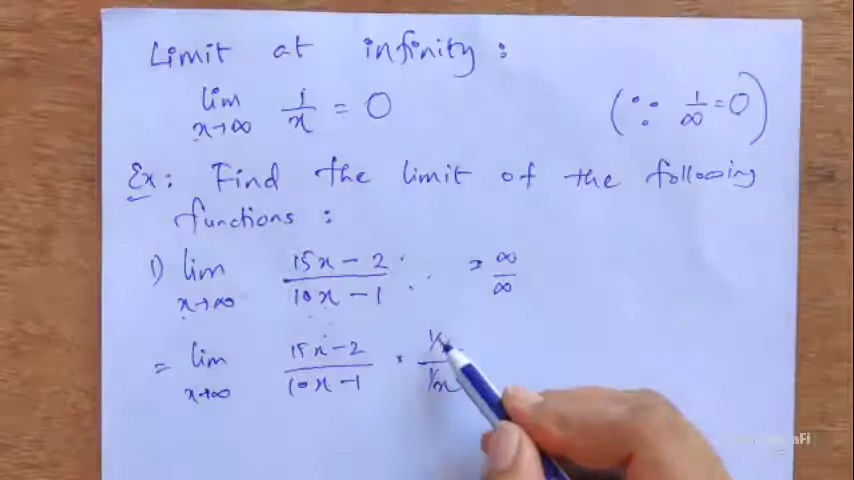 Limit at infinity :
lim x→∞ 1/x = 0 (∵ 1/∞ = 0)
Ex: Find the limit of the following
functions :
1) lim x→∞ 15x - 2 / 10x - 1 = ∞/∞
= lim x→∞ 15x - 2 / 10x - 1 × 1/x / 1/x